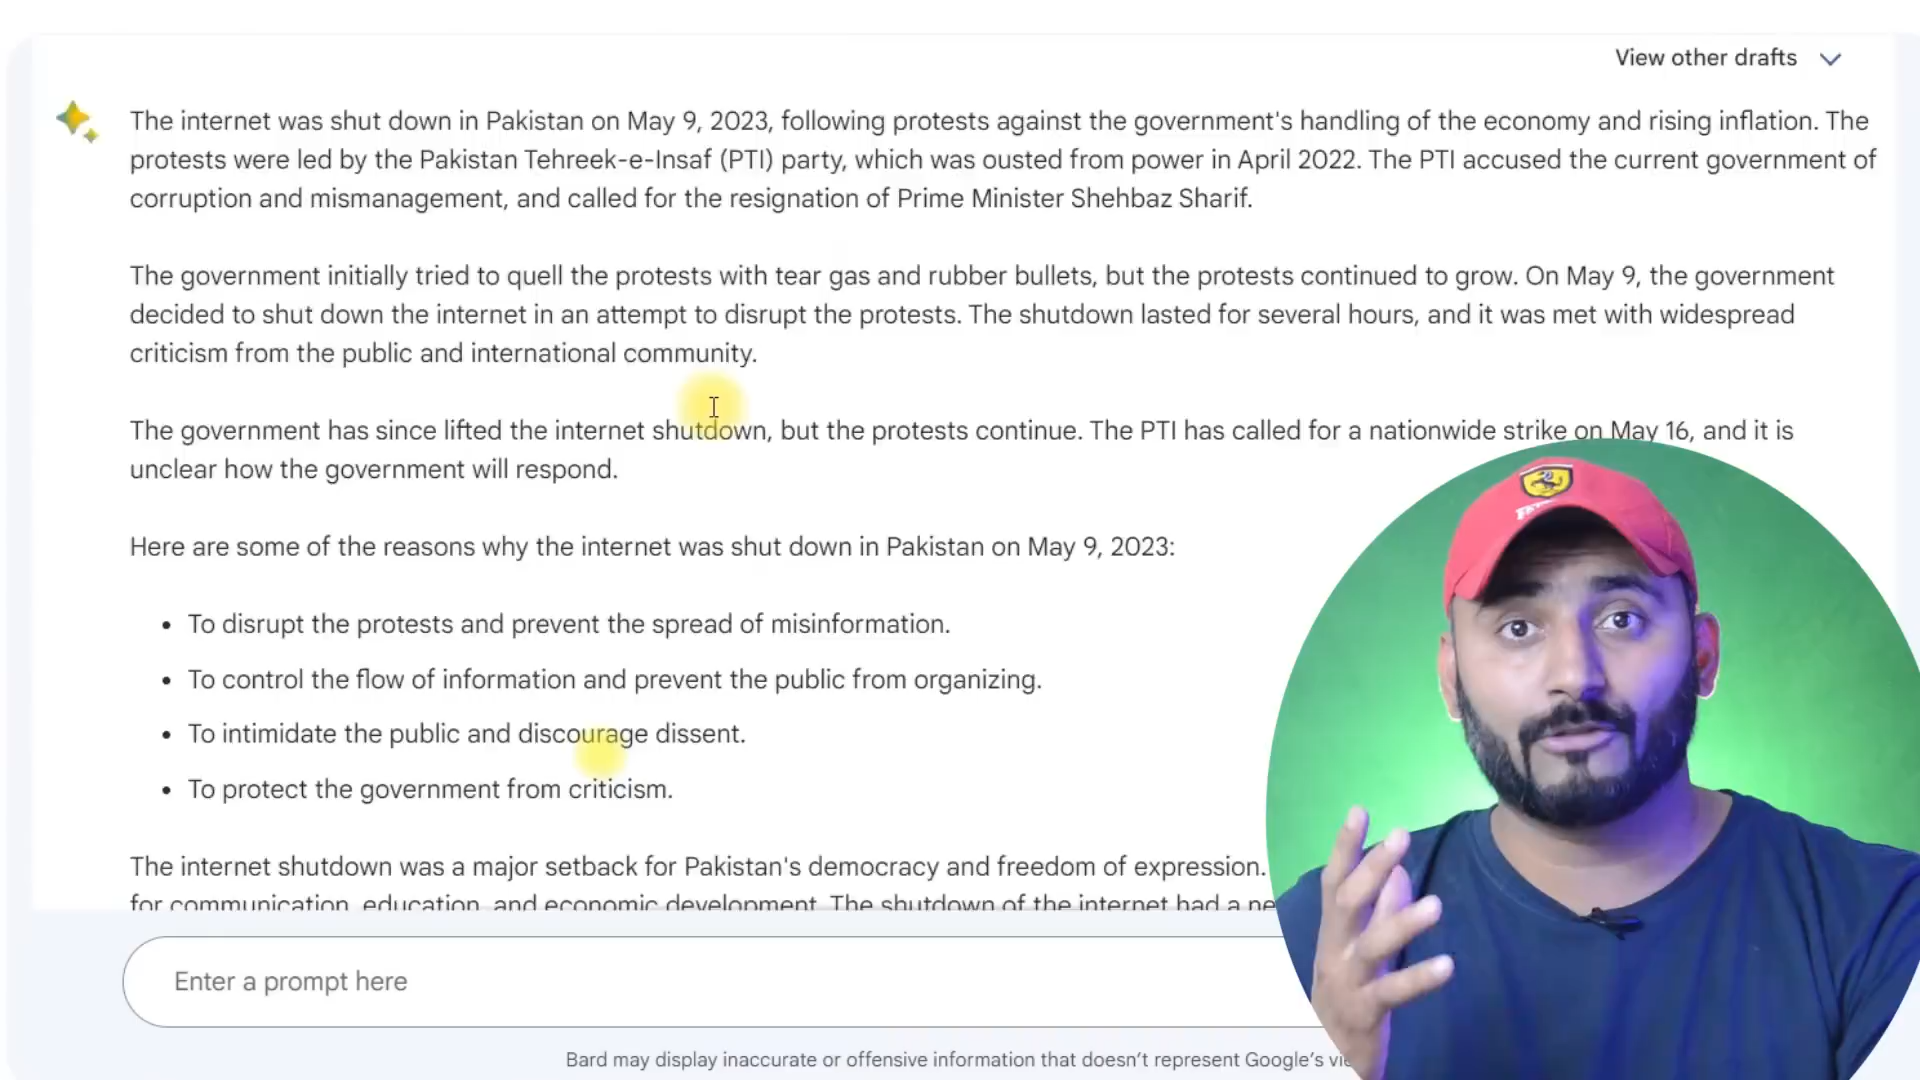 View other drafts
The internet was shut down in Pakistan on May 9, 2023, following protests against the government's handling of the economy and rising inflation. The
protests were led by the Pakistan Tehreek-e-Insaf (PTI) party, which was ousted from power in April 2022. The PTI accused the current government of
corruption and mismanagement, and called for the resignation of Prime Minister Shehbaz Sharif.
The government initially tried to quell the protests with tear gas and rubber bullets, but the protests continued to grow. On May 9, the government
decided to shut down the internet in an attempt to disrupt the protests. The shutdown lasted for several hours, and it was met with widespread
criticism from the public and international community.
The government has since lifted the internet shutdown, but the protests continue. The PTI has called for a nationwide strike on May 16, and it is
unclear how the government will respond.
Here are some of the reasons why the internet was shut down in Pakistan on May 9, 2023:
• To disrupt the protests and prevent the spread of misinformation.
• To control the flow of information and prevent the public from organizing.
• To intimidate the public and discourage dissent.
• To protect the government from criticism.
The internet shutdown was a major setback for Pakistan's democracy and freedom of expression.
for communication, education, and economic development. The shutdown of the internet had a ne
Enter a prompt here
Bard may display inaccurate or offensive information that doesn't represent Google's